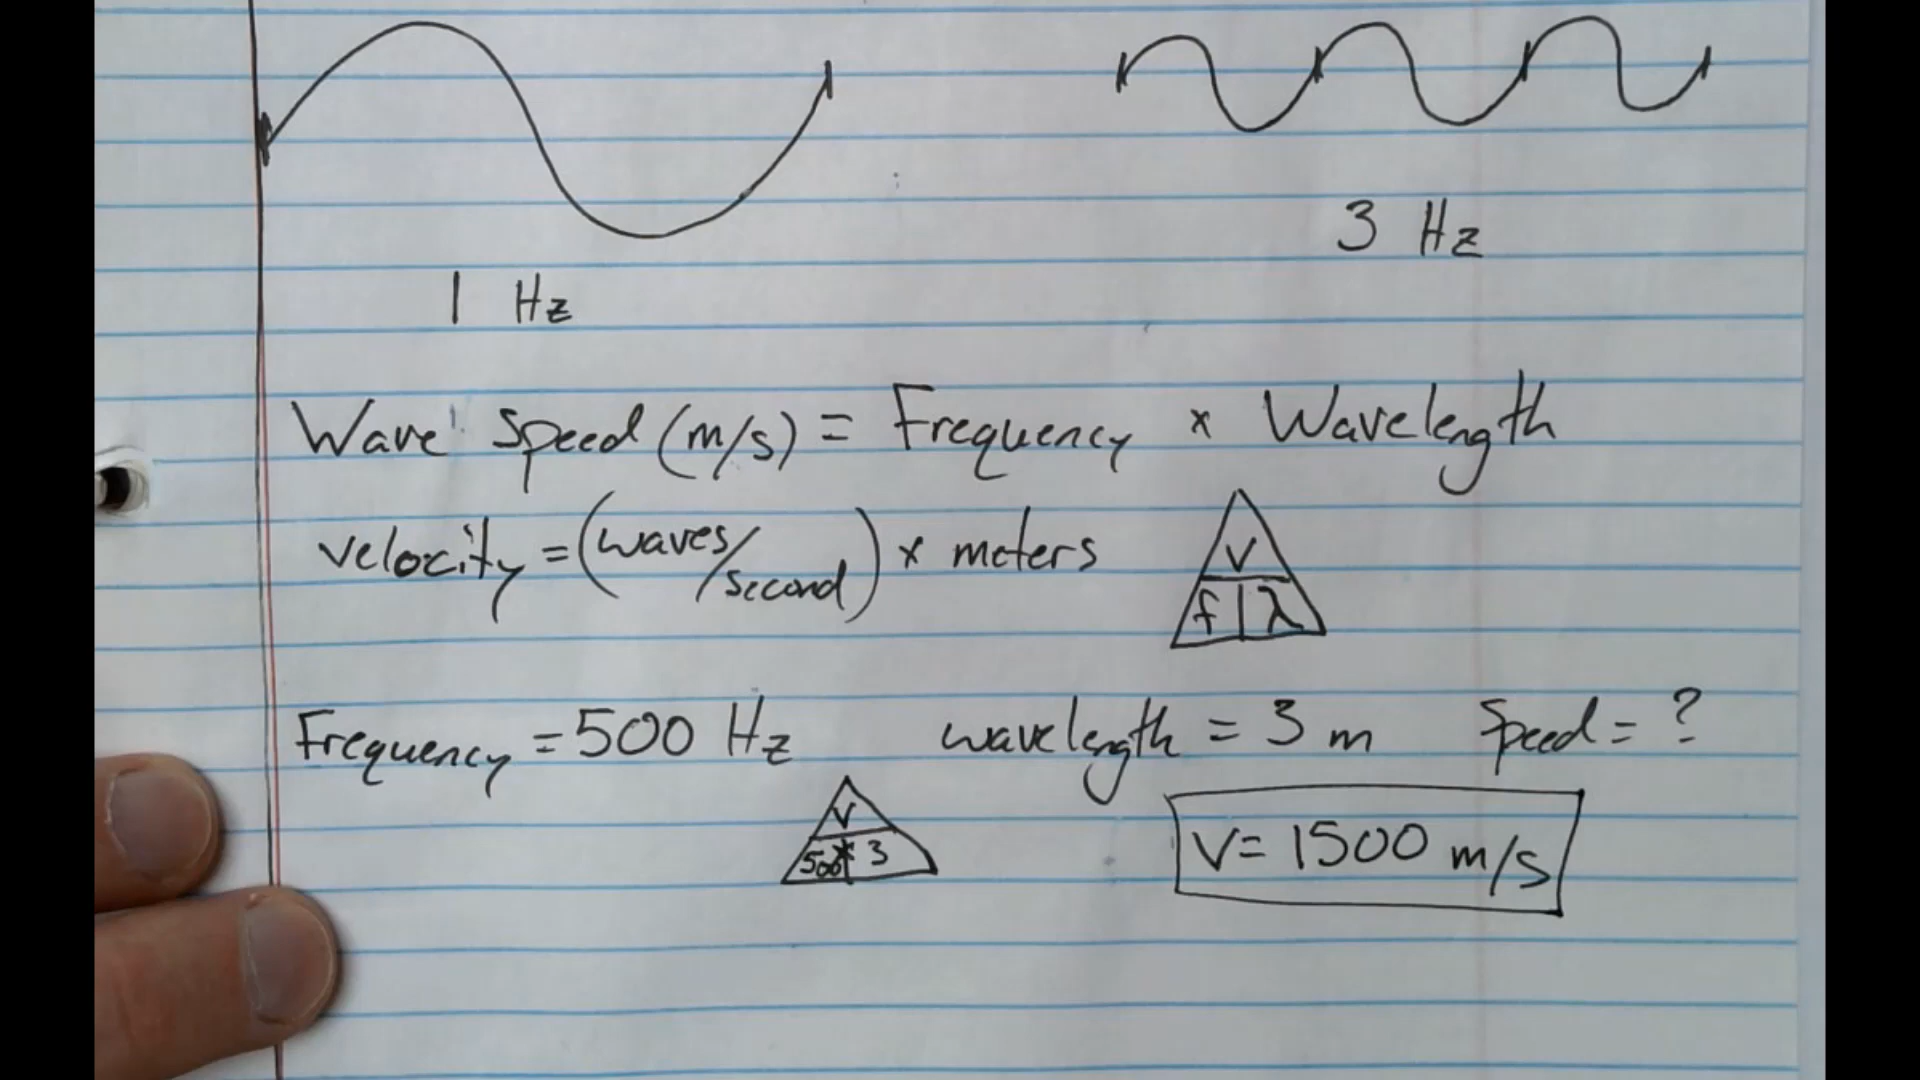 3 Hz
1 Hz
Wave speed (m/s) = Frequency x Wavelength
velocity = (waves/second) x meters
V
f | λ
Frequency = 500 Hz wavelength = 3 m Speed = ?
V
500 * 3
V = 1500 m/s